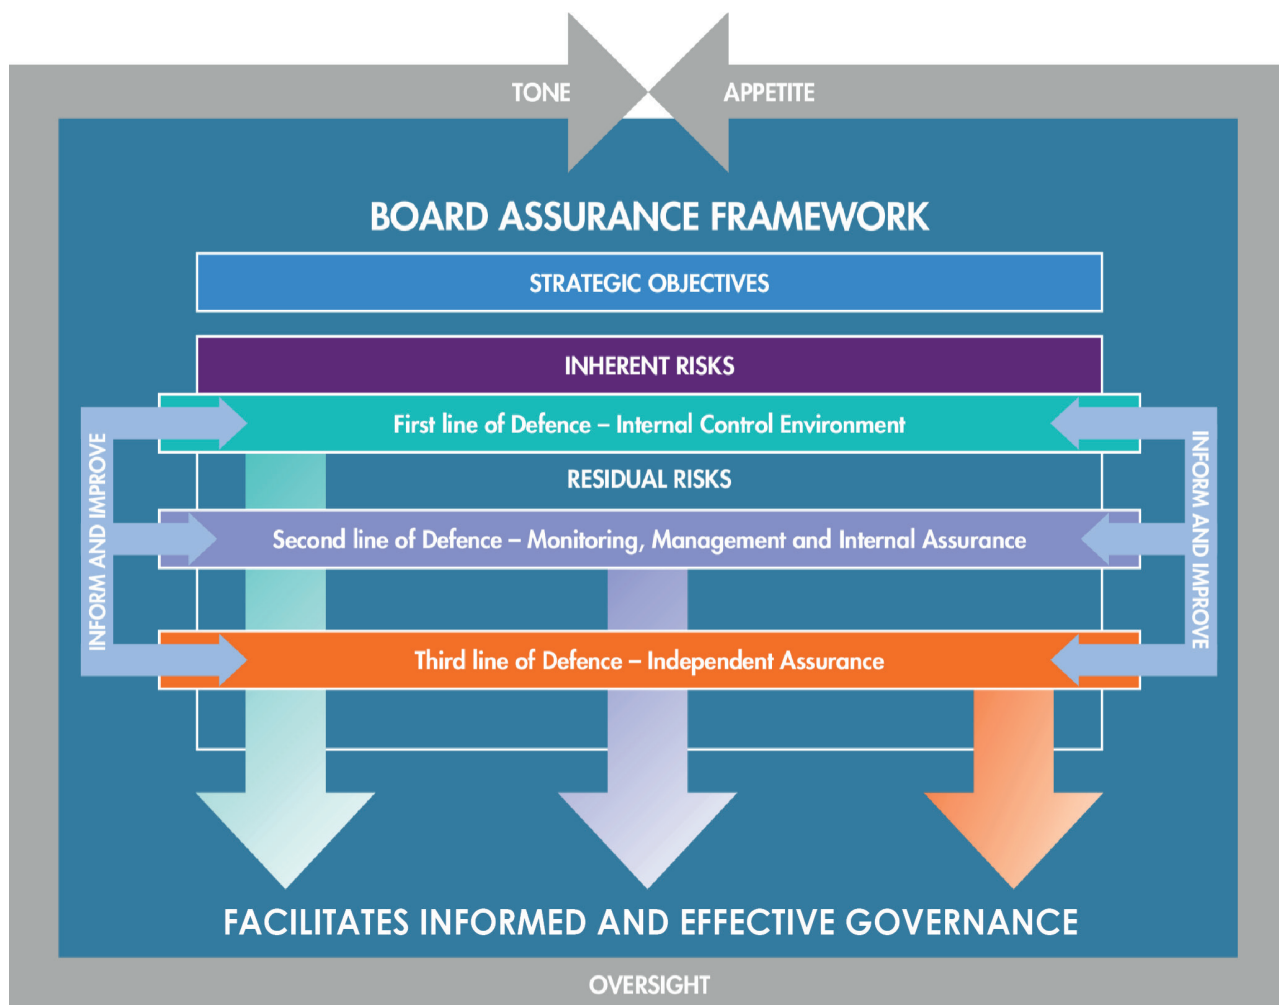 TONE
APPETITE
BOARD ASSURANCE FRAMEWORK
STRATEGIC OBJECTIVES
INHERENT RISKS
First line of Defence – Internal Control Environment
RESIDUAL RISKS
Second line of Defence – Monitoring, Management and Internal Assurance
Third line of Defence – Independent Assurance
INFORM AND IMPROVE
INFORM AND IMPROVE
FACILITATES INFORMED AND EFFECTIVE GOVERNANCE
OVERSIGHT